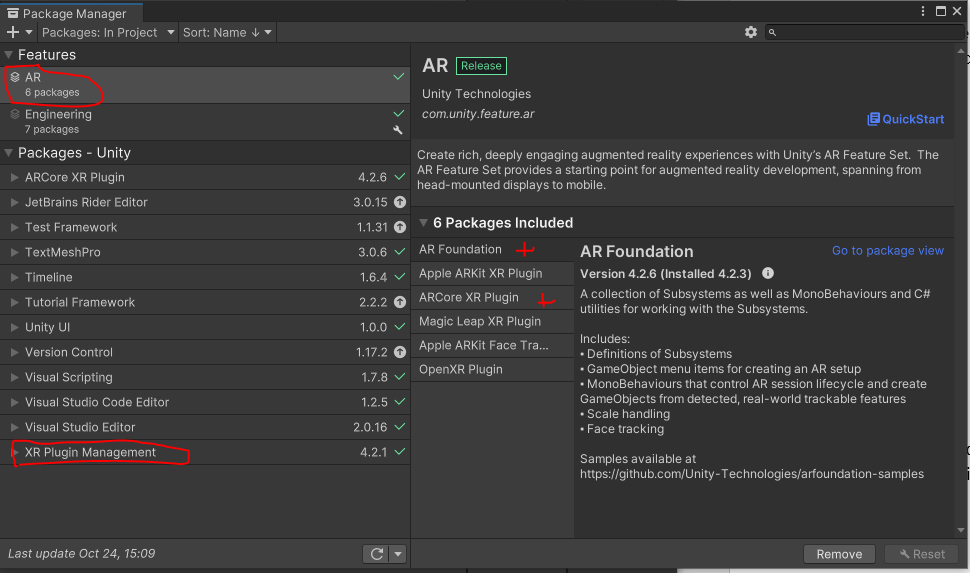 Package Manager
Packages: In Project
Sort: Name ↓
Features
AR
6 packages
Engineering
7 packages
Packages - Unity
ARCore XR Plugin 4.2.6
JetBrains Rider Editor 3.0.15
Test Framework 1.1.31
TextMeshPro 3.0.6
Timeline 1.6.4
Tutorial Framework 2.2.2
Unity UI 1.0.0
Version Control 1.17.2
Visual Scripting 1.7.8
Visual Studio Code Editor 1.2.5
Visual Studio Editor 2.0.16
XR Plugin Management 4.2.1
Last update Oct 24, 15:09
AR Release
Unity Technologies
com.unity.feature.ar
QuickStart
Create rich, deeply engaging augmented reality experiences with Unity's AR Feature Set. The
AR Feature Set provides a starting point for augmented reality development, spanning from
head-mounted displays to mobile.
6 Packages Included
AR Foundation
Apple ARKit XR Plugin
ARCore XR Plugin
Magic Leap XR Plugin
Apple ARKit Face Tra...
OpenXR Plugin
AR Foundation
Go to package view
Version 4.2.6 (Installed 4.2.3)
A collection of Subsystems as well as MonoBehaviours and C#
utilities for working with the Subsystems.
Includes:
• Definitions of Subsystems
• GameObject menu items for creating an AR setup
• MonoBehaviours that control AR session lifecycle and create
GameObjects from detected, real-world trackable features
• Scale handling
• Face tracking
Samples available at
https://github.com/Unity-Technologies/arfoundation-samples
Remove
Reset